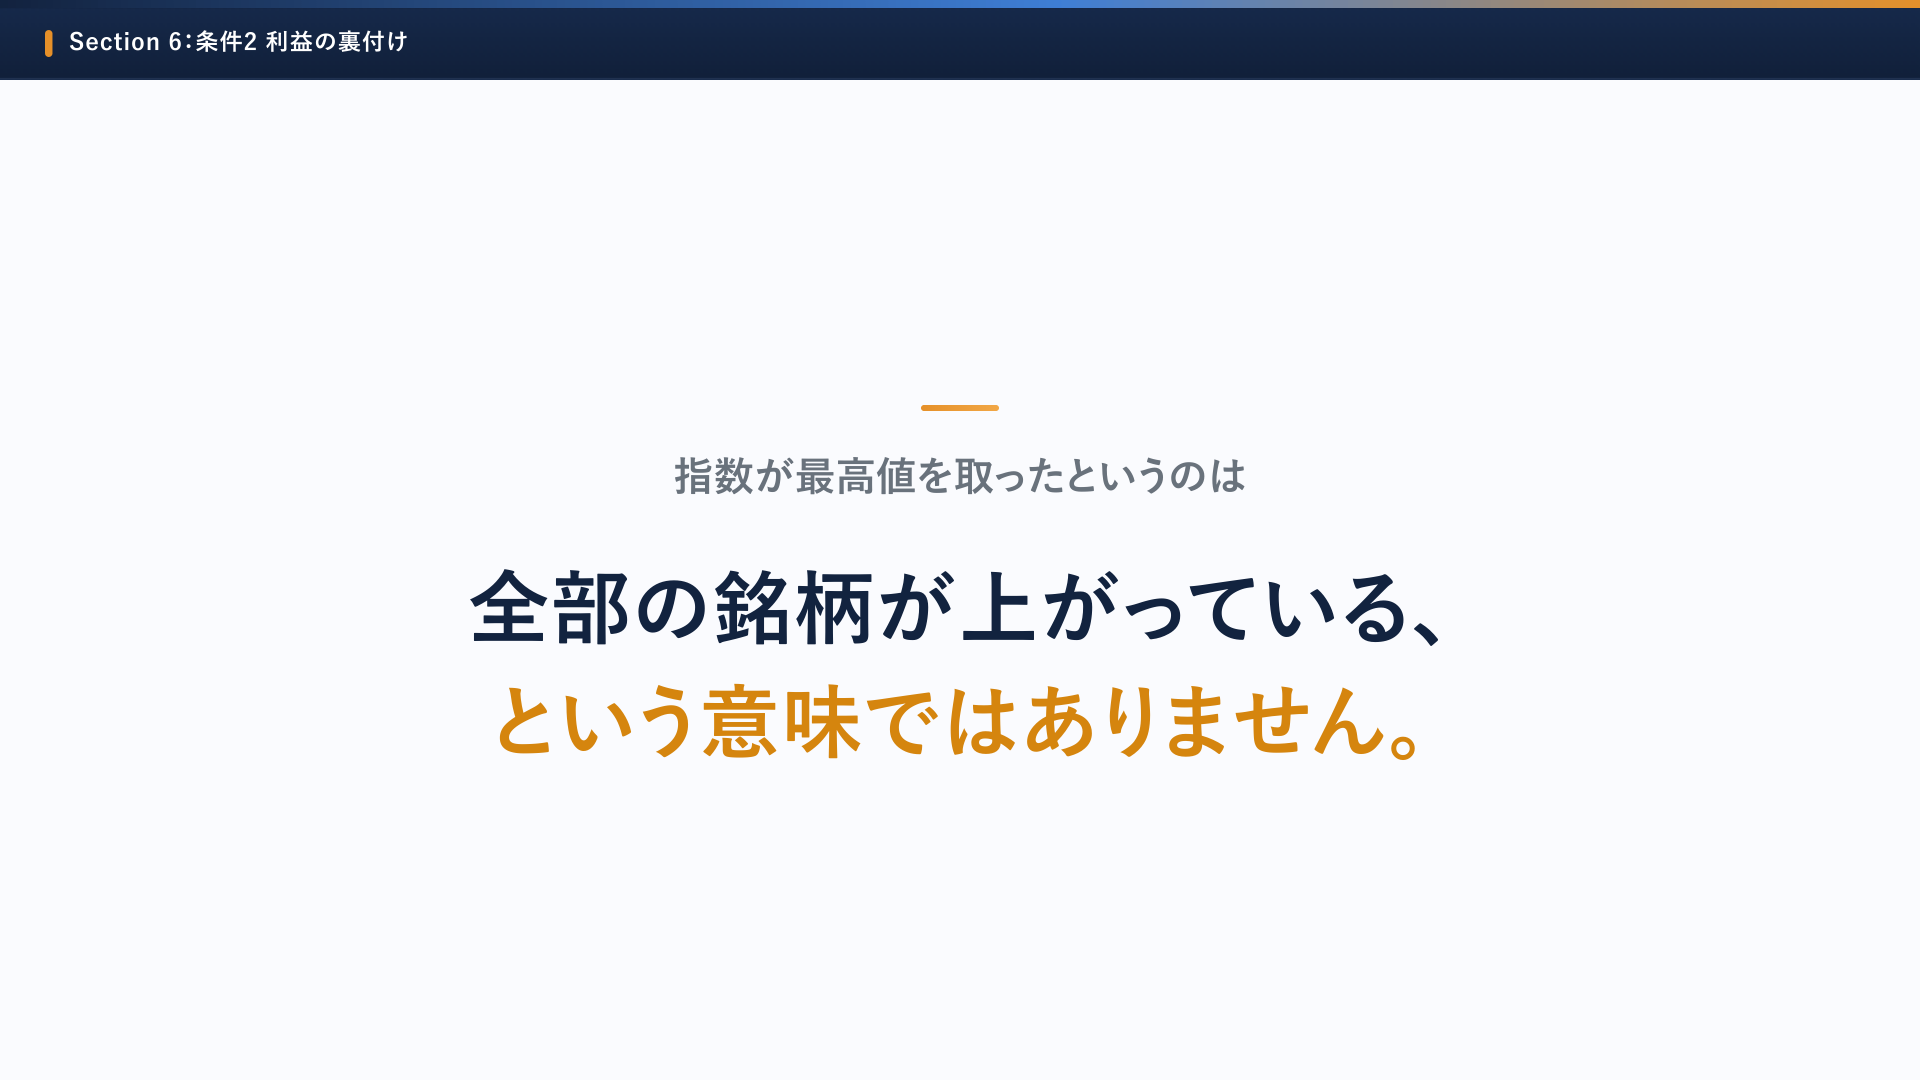 Section 6：条件2 利益の裏付け
指数が最高値を取ったというのは
全部の銘柄が上がっている、
という意味ではありません。